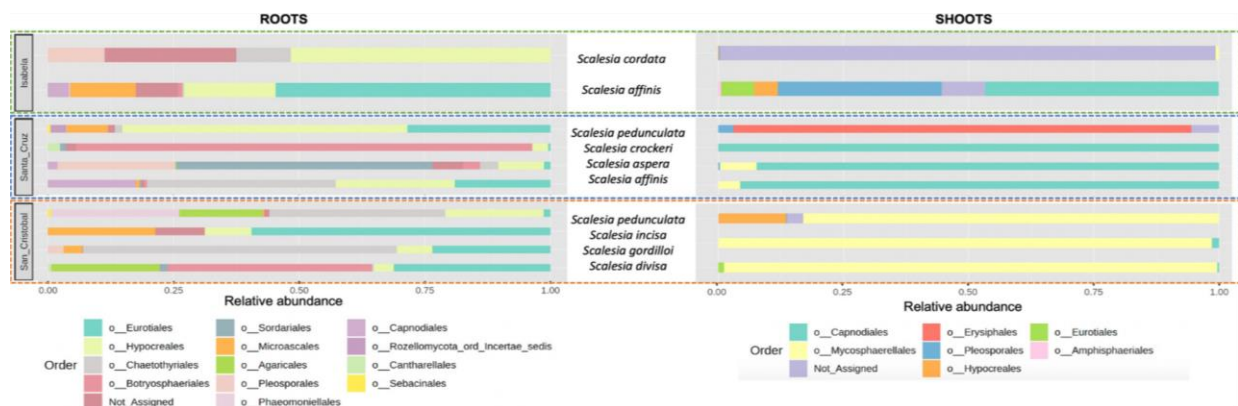 ROOTS
SHOOTS
Isabela
Scalesia cordata
Scalesia affinis
Santa_Cruz
Scalesia pedunculata
Scalesia crockeri
Scalesia aspera
Scalesia affinis
San_Cristobal
Scalesia pedunculata
Scalesia incisa
Scalesia gordilloi
Scalesia divisa
0.00 0.25 0.50 0.75 1.00
Relative abundance
0.00 0.25 0.50 0.75 1.00
Relative abundance
Order
o__Eurotiales
o__Hypocreales
o__Chaetothyriales
o__Botryosphaeriales
Not_Assigned
o__Sordariales
o__Microascales
o__Agaricales
o__Pleosporales
o__Phaeomoniellales
o__Capnodiales
o__Rozellomycota_ord_Incertae_sedis
o__Cantharellales
o__Sebacinales
Order
o__Capnodiales
o__Mycosphaerellales
Not_Assigned
o__Erysiphales
o__Pleosporales
o__Hypocreales
o__Eurotiales
o__Amphisphaeriales